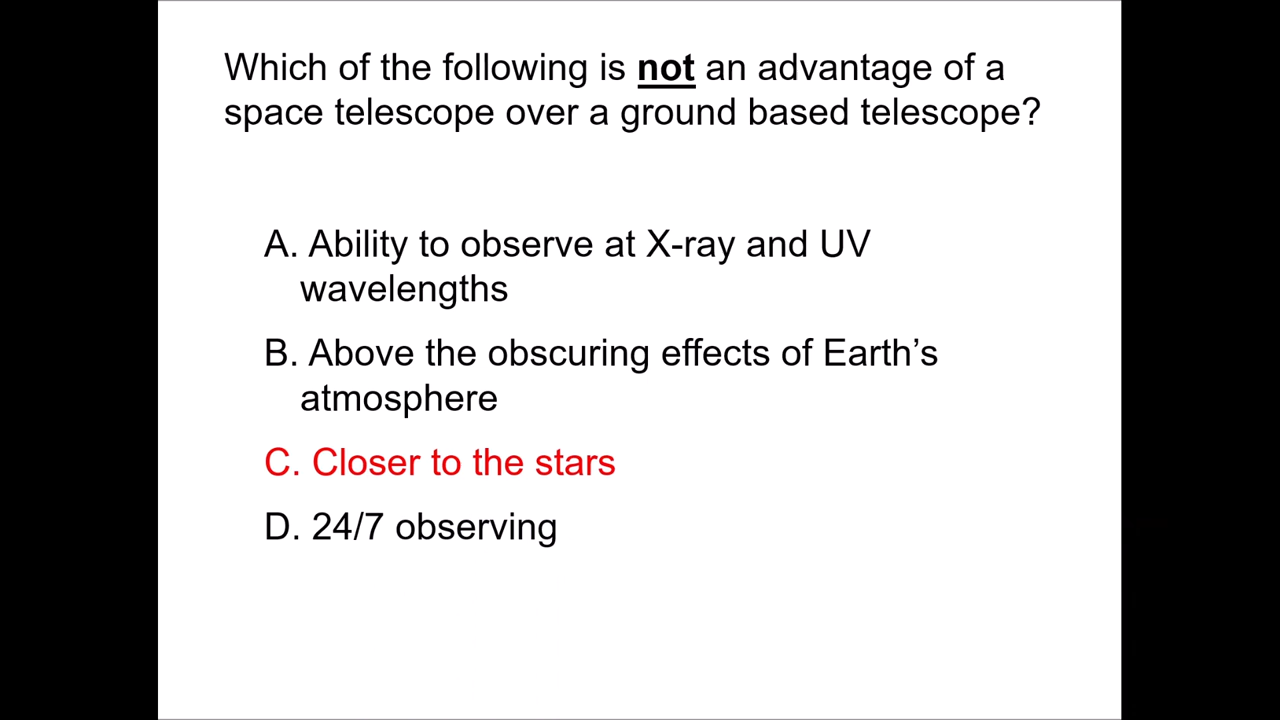 Which of the following is not an advantage of a
space telescope over a ground based telescope?
A. Ability to observe at X-ray and UV
wavelengths
B. Above the obscuring effects of Earth’s
atmosphere
C. Closer to the stars
D. 24/7 observing